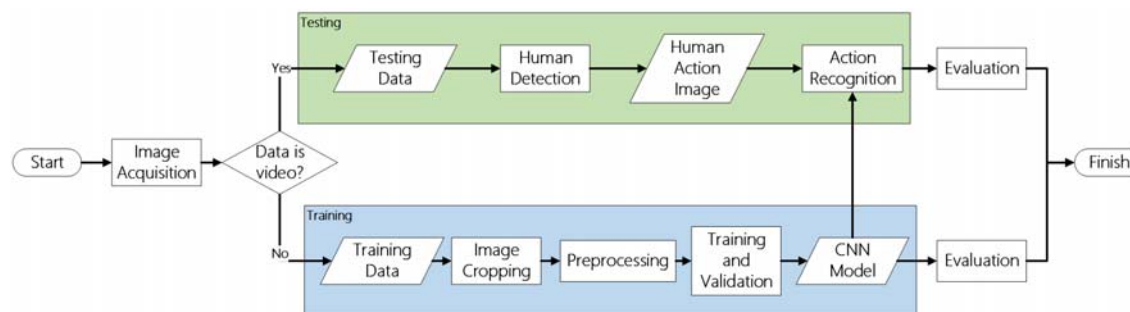 Testing
Yes
Testing
Data
Human
Detection
Human
Action
Image
Action
Recognition
Evaluation
Start
Image
Acquisition
Data is
video?
Finish
Training
No
Training
Data
Image
Cropping
Preprocessing
Training
and
Validation
CNN
Model
Evaluation